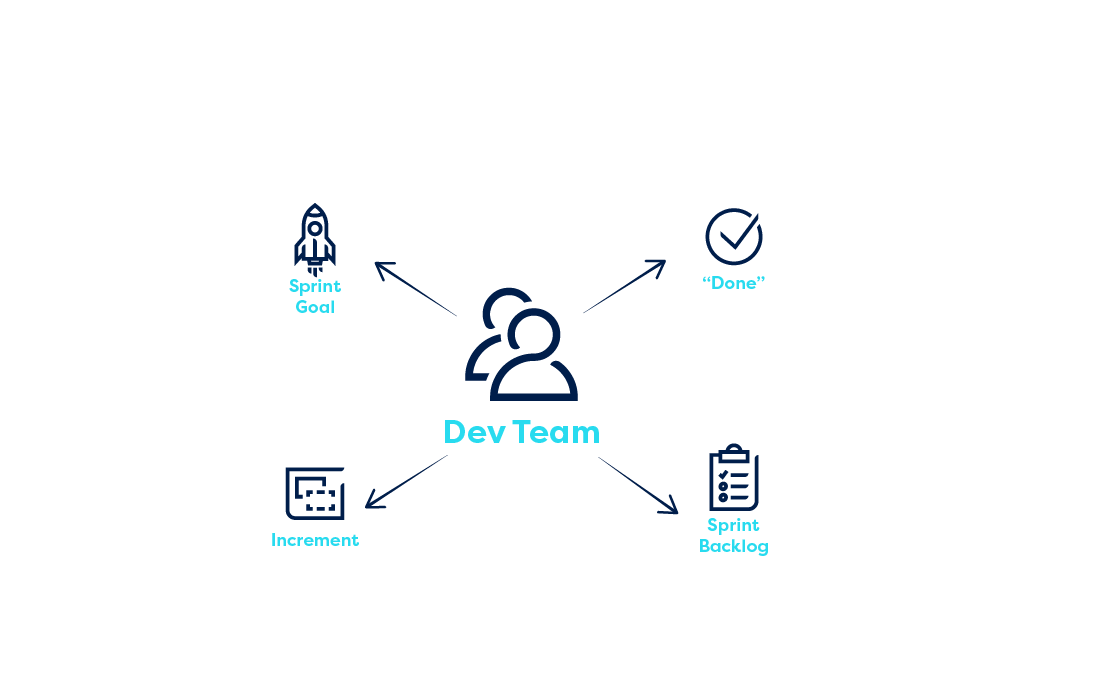 Sprint
Goal
“Done”
Dev Team
Increment
Sprint
Backlog